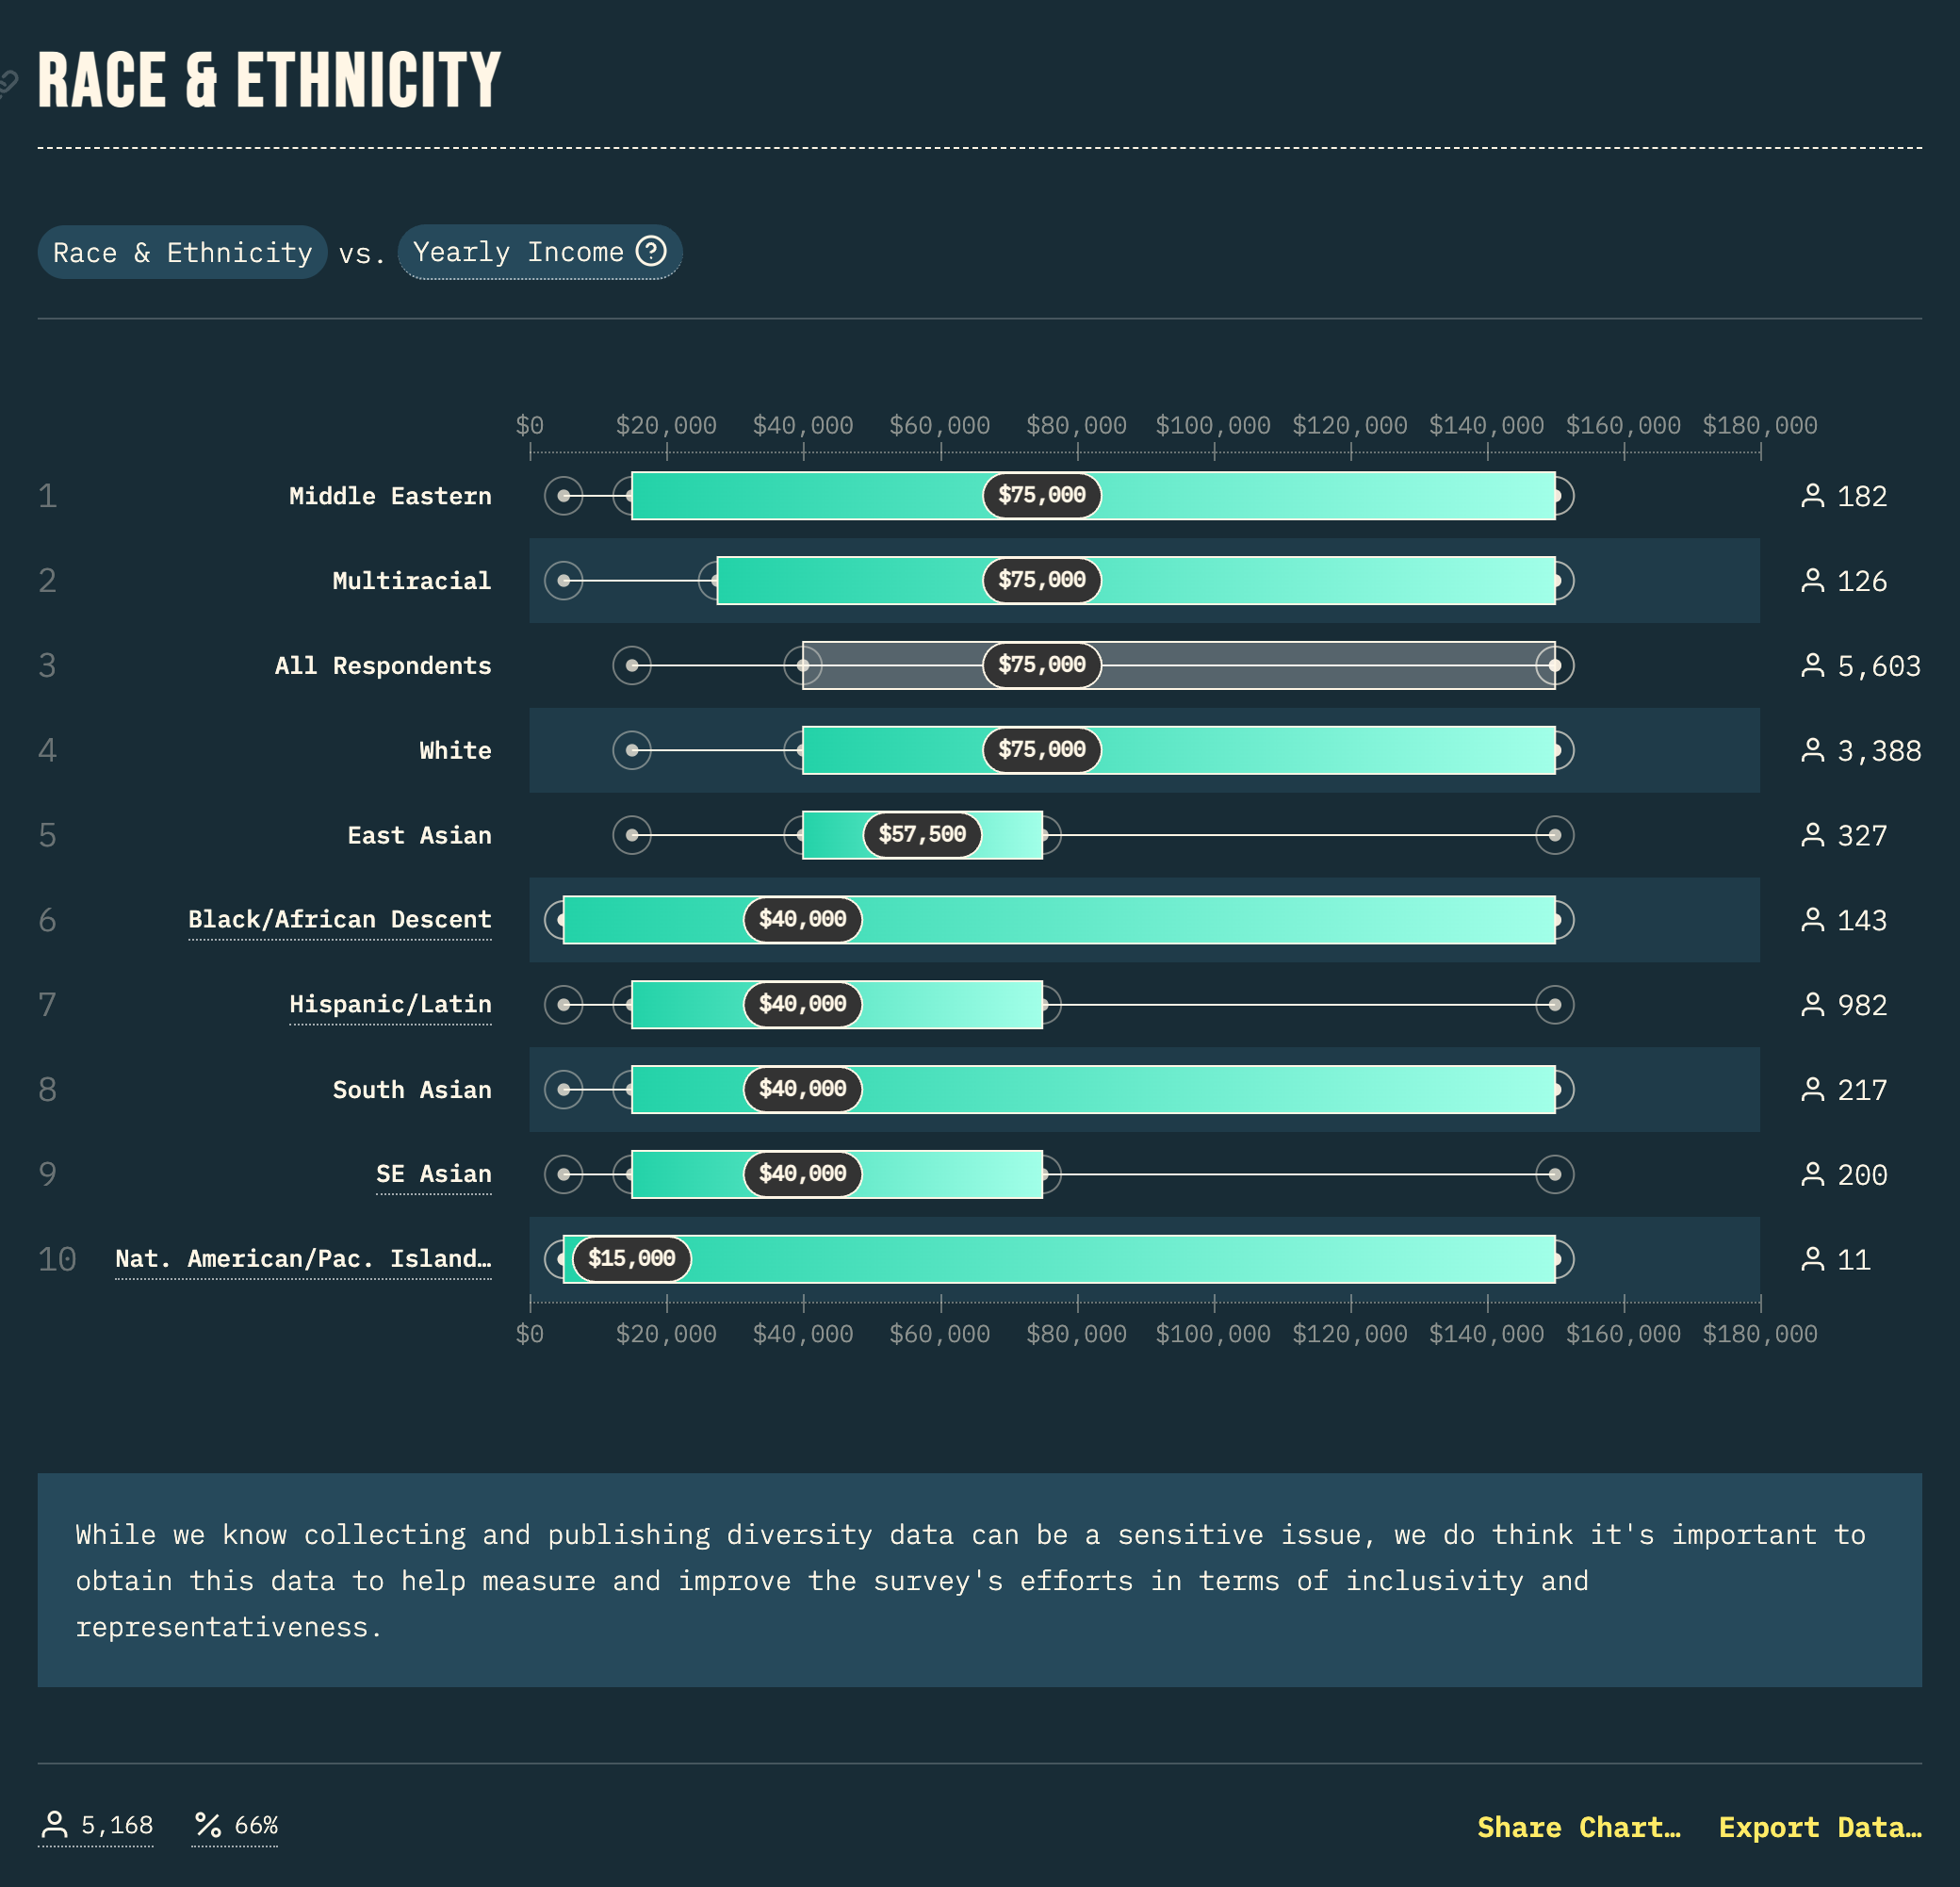 RACE & ETHNICITY
Race & Ethnicity vs. Yearly Income ?
$0 $20,000 $40,000 $60,000 $80,000 $100,000 $120,000 $140,000 $160,000 $180,000
1 Middle Eastern $75,000 182
2 Multiracial $75,000 126
3 All Respondents $75,000 5,603
4 White $75,000 3,388
5 East Asian $57,500 327
6 Black/African Descent $40,000 143
7 Hispanic/Latin $40,000 982
8 South Asian $40,000 217
9 SE Asian $40,000 200
10 Nat. American/Pac. Island… $15,000 11
$0 $20,000 $40,000 $60,000 $80,000 $100,000 $120,000 $140,000 $160,000 $180,000
While we know collecting and publishing diversity data can be a sensitive issue, we do think it's important to
obtain this data to help measure and improve the survey's efforts in terms of inclusivity and
representativeness.
5,168 % 66% Share Chart… Export Data…